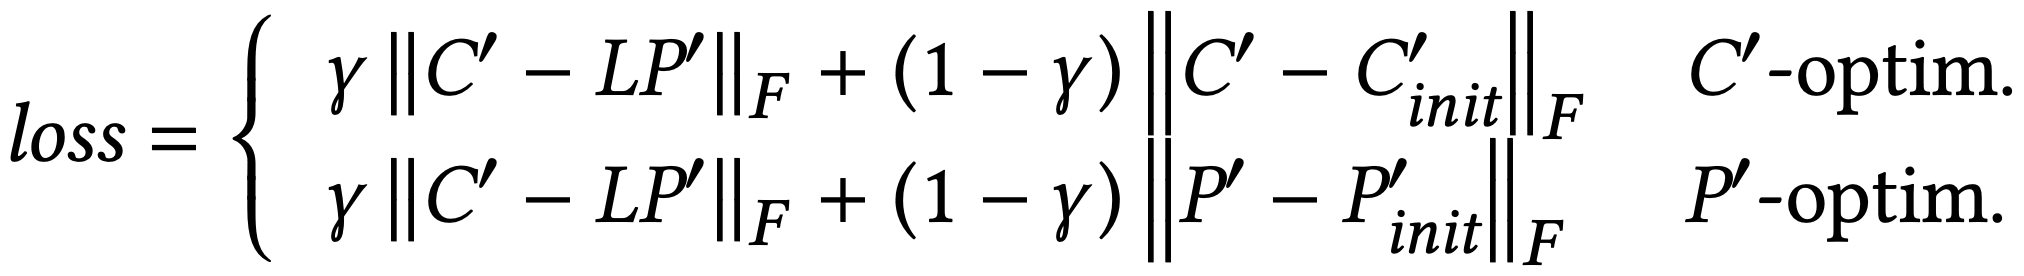 loss = { γ ‖C′ − LP′‖_F + (1 − γ) ‖C′ − C′_init‖_F C′-optim.
γ ‖C′ − LP′‖_F + (1 − γ) ‖P′ − P′_init‖_F P′-optim.